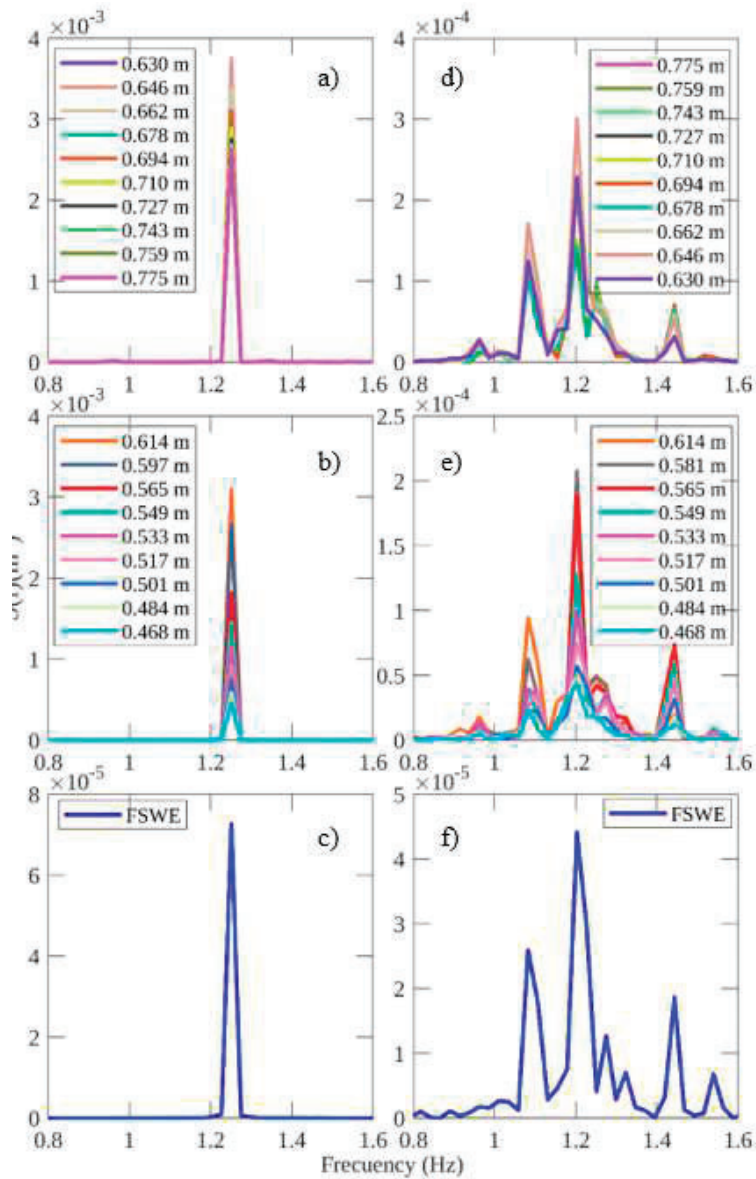 ×10⁻³
4
3
2
1
0
0.630 m
0.646 m
0.662 m
0.678 m
0.694 m
0.710 m
0.727 m
0.743 m
0.759 m
0.775 m
a)
0.8 1 1.2 1.4 1.6
×10⁻⁴
4
3
2
1
0
d)
0.775 m
0.759 m
0.743 m
0.727 m
0.710 m
0.694 m
0.678 m
0.662 m
0.646 m
0.630 m
0.8 1 1.2 1.4 1.6
×10⁻³
4
3
2
1
0
0.614 m
0.597 m
0.565 m
0.549 m
0.533 m
0.517 m
0.501 m
0.484 m
0.468 m
b)
0.8 1 1.2 1.4 1.6
×10⁻⁴
2.5
2
1.5
1
0.5
0
e)
0.614 m
0.581 m
0.565 m
0.549 m
0.533 m
0.517 m
0.501 m
0.484 m
0.468 m
0.8 1 1.2 1.4 1.6
×10⁻⁵
8
6
4
2
0
FSWE
c)
0.8 1 1.2 1.4 1.6
×10⁻⁵
5
4
3
2
1
0
f)
FSWE
0.8 1 1.2 1.4 1.6
Frecuency (Hz)